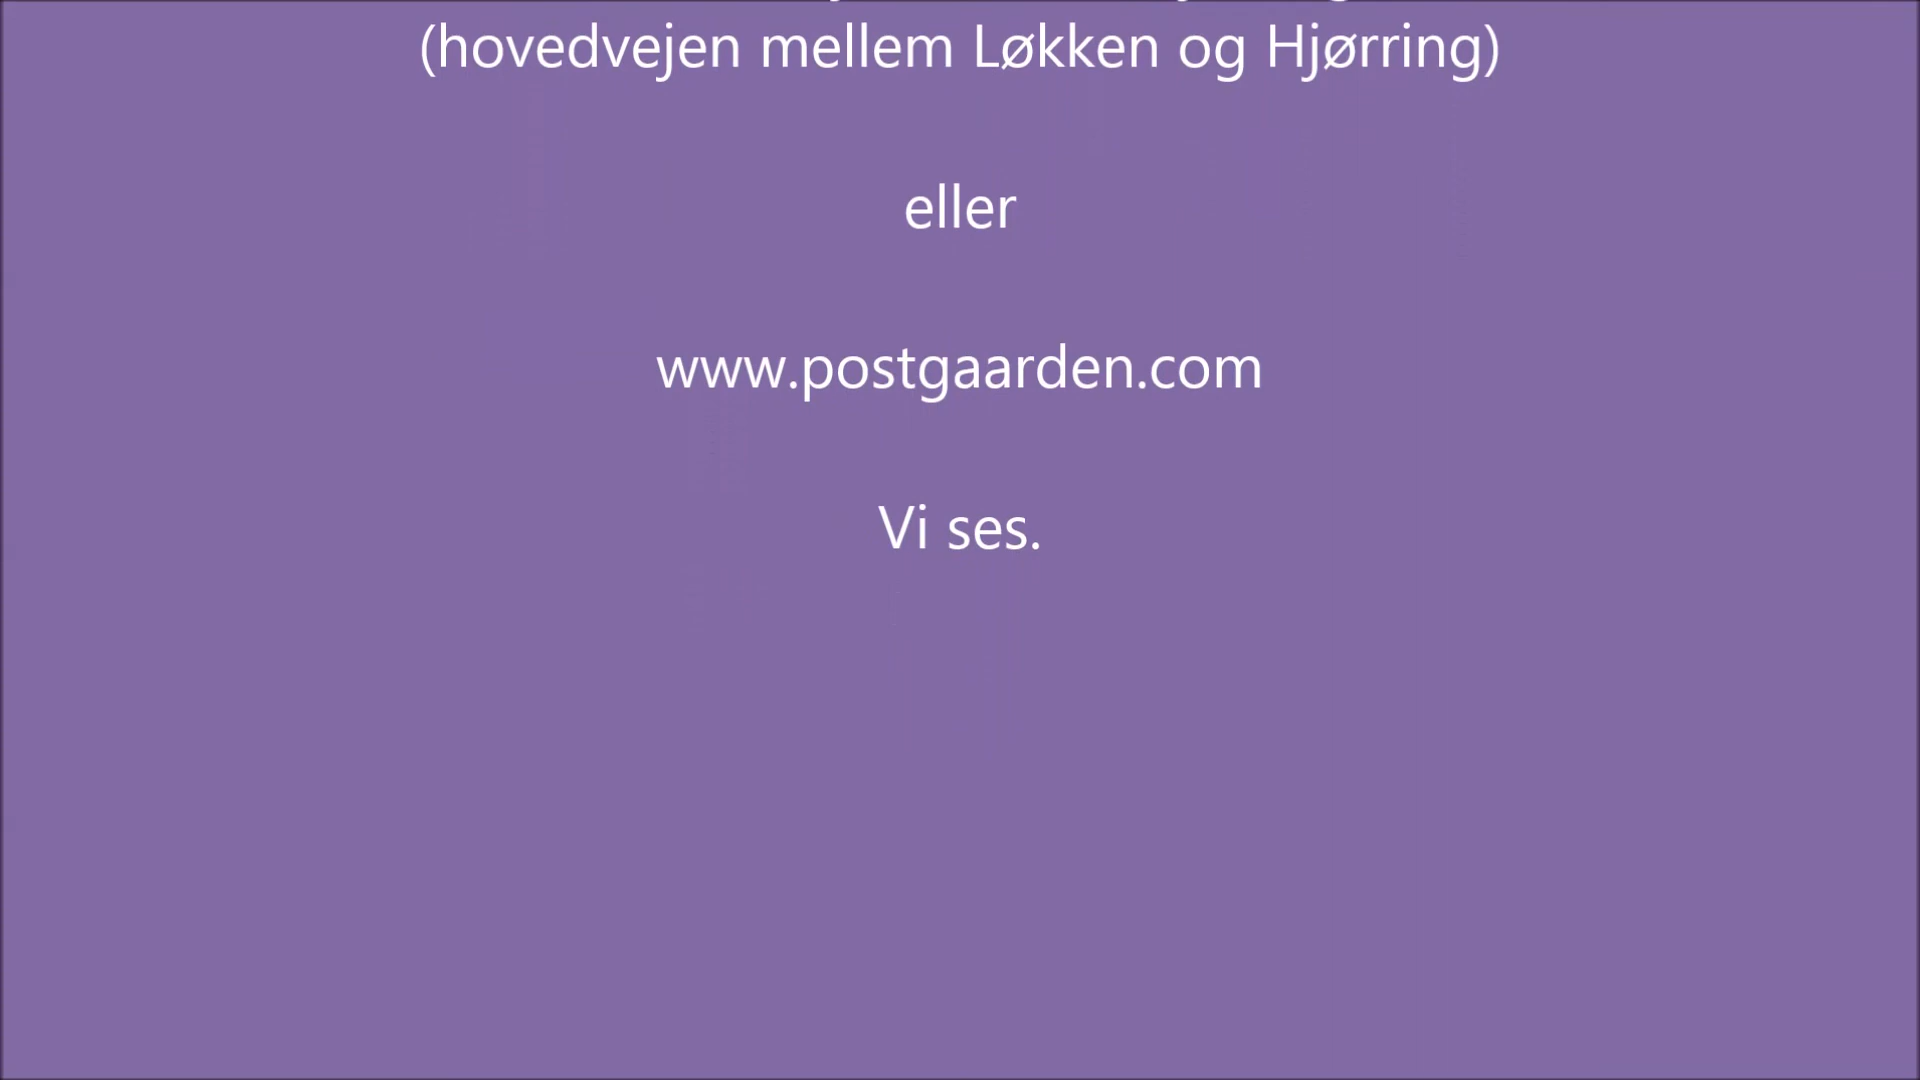 (hovedvejen mellem Løkken og Hjørring)
eller
www.postgaarden.com
Vi ses.